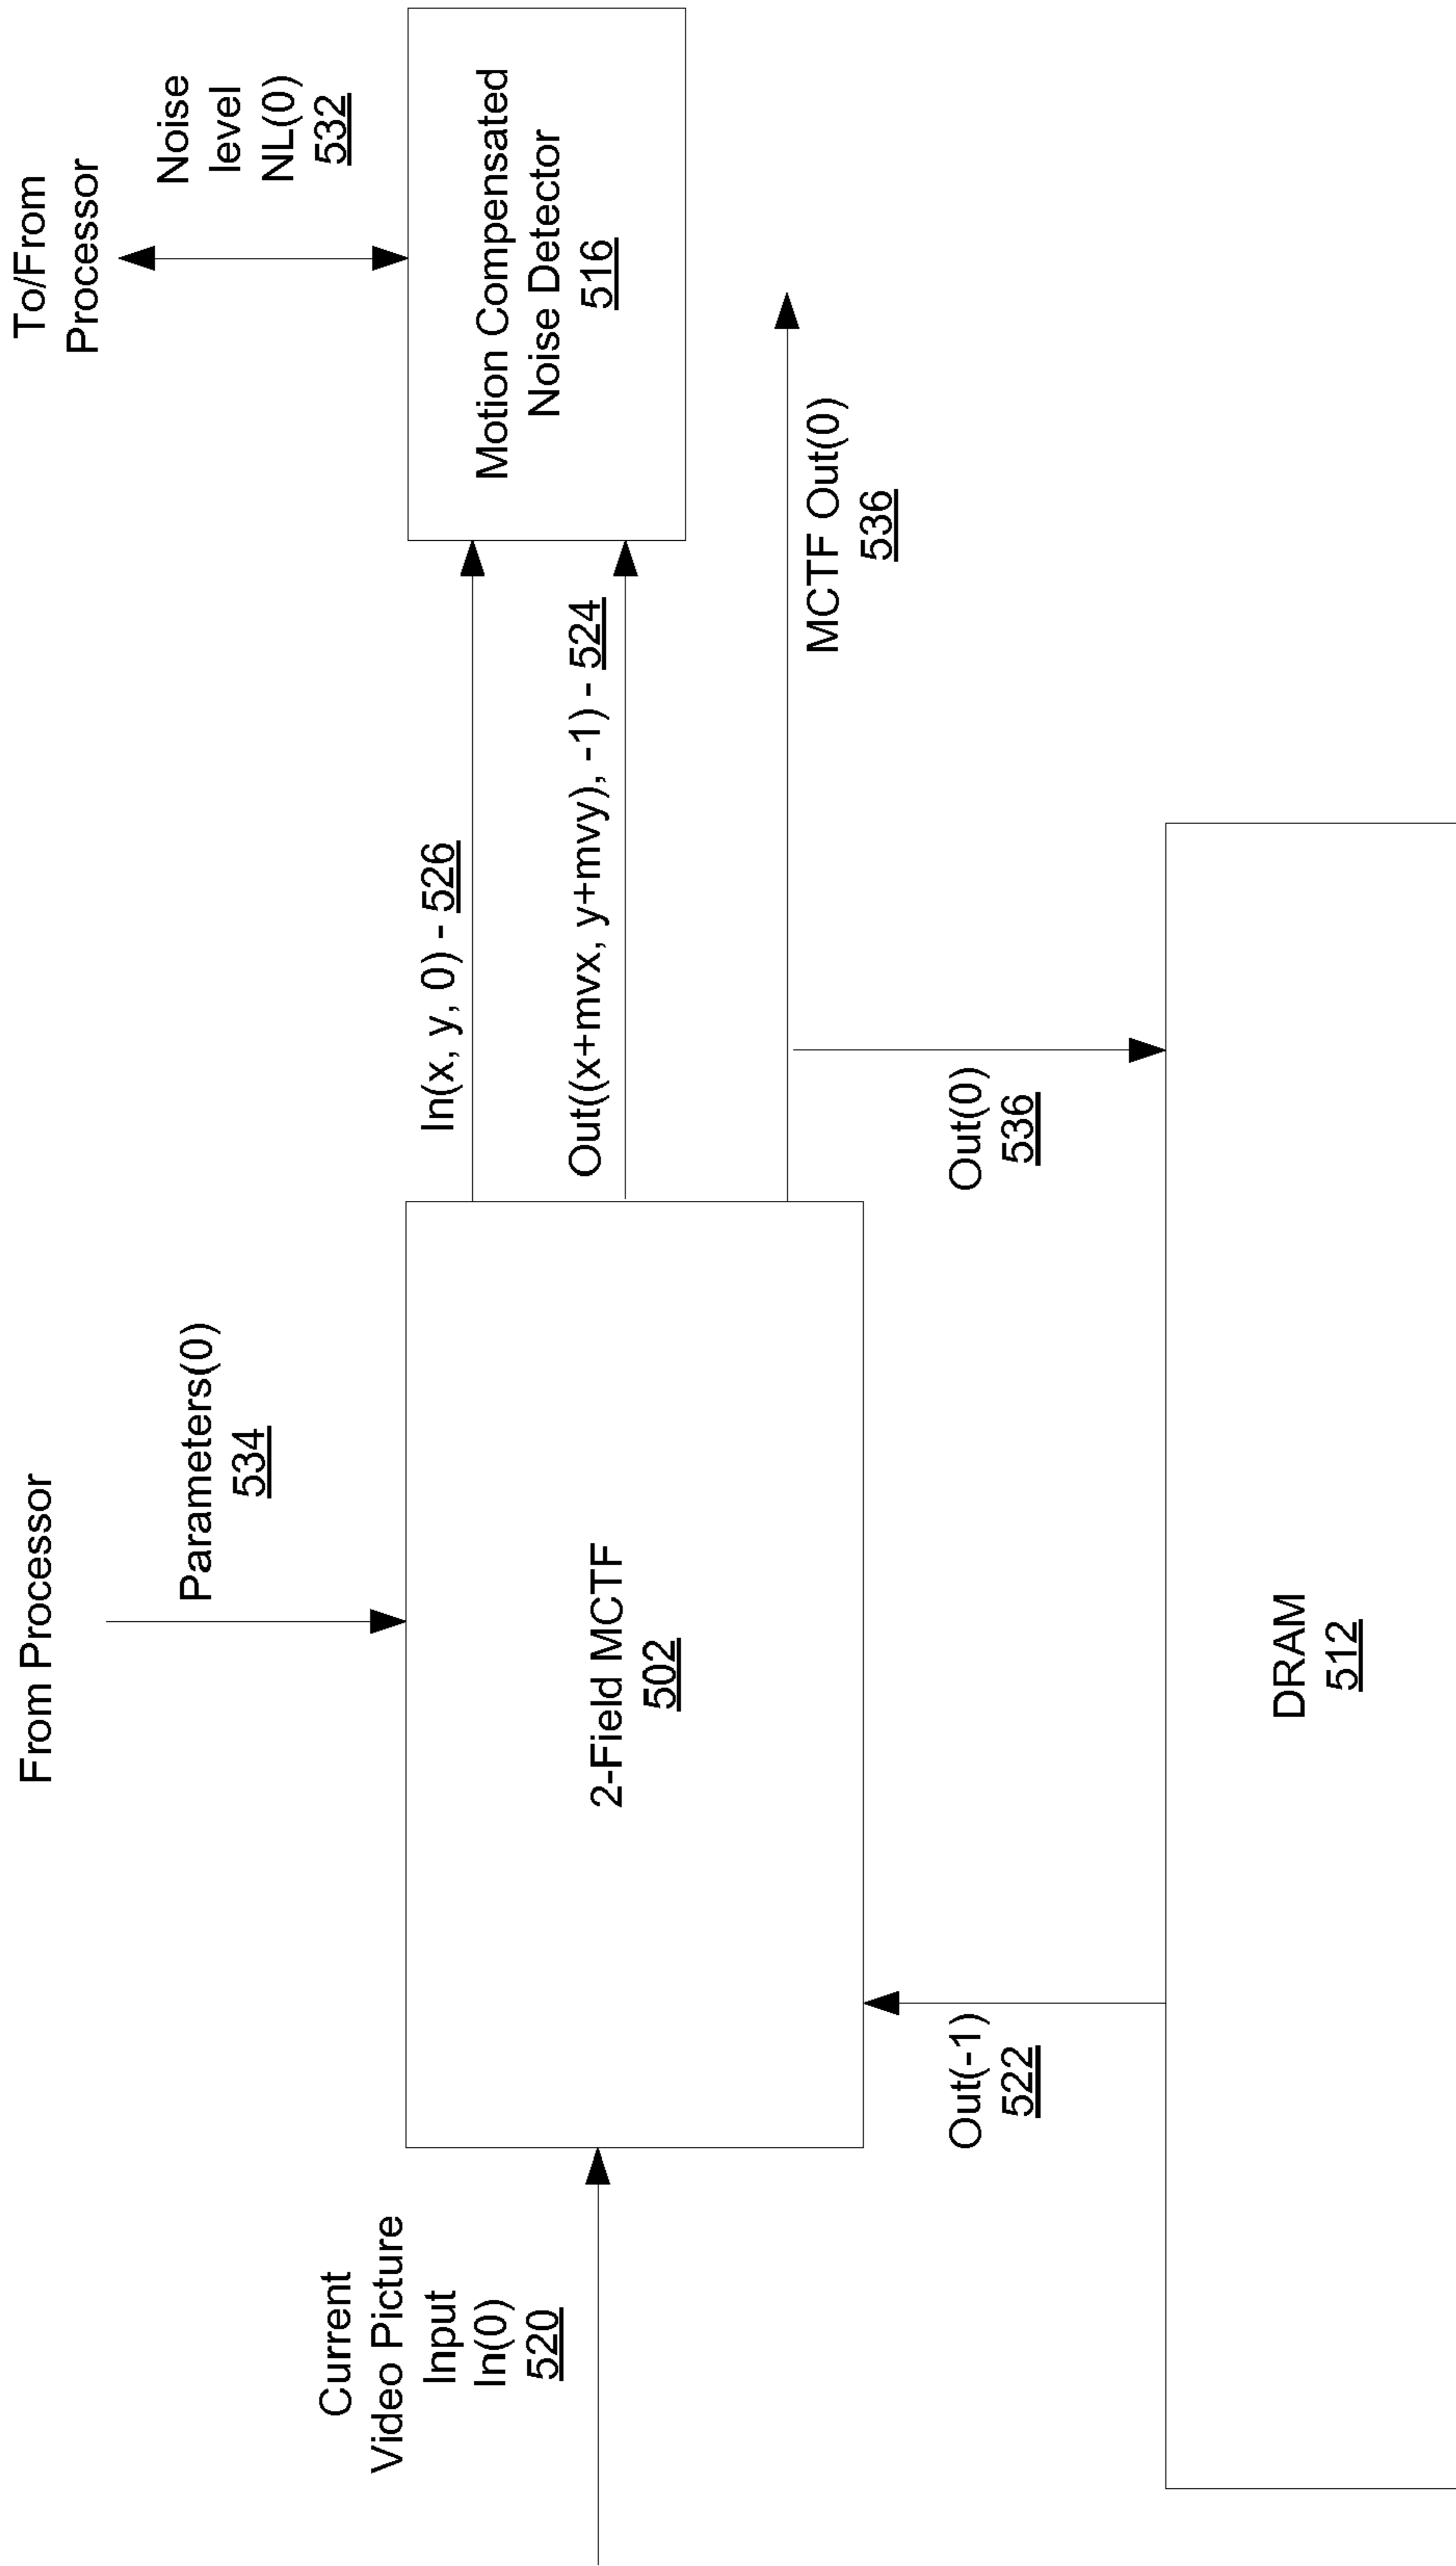 From Processor
To/From
Processor
Parameters(0)
534
Noise
level
NL(0)
532
Current
Video Picture
Input
In(0)
520
2-Field MCTF
502
In(x, y, 0) - 526
Out((x+mvx, y+mvy), -1) - 524
Motion Compensated
Noise Detector
516
MCTF Out(0)
536
Out(-1)
522
Out(0)
536
DRAM
512